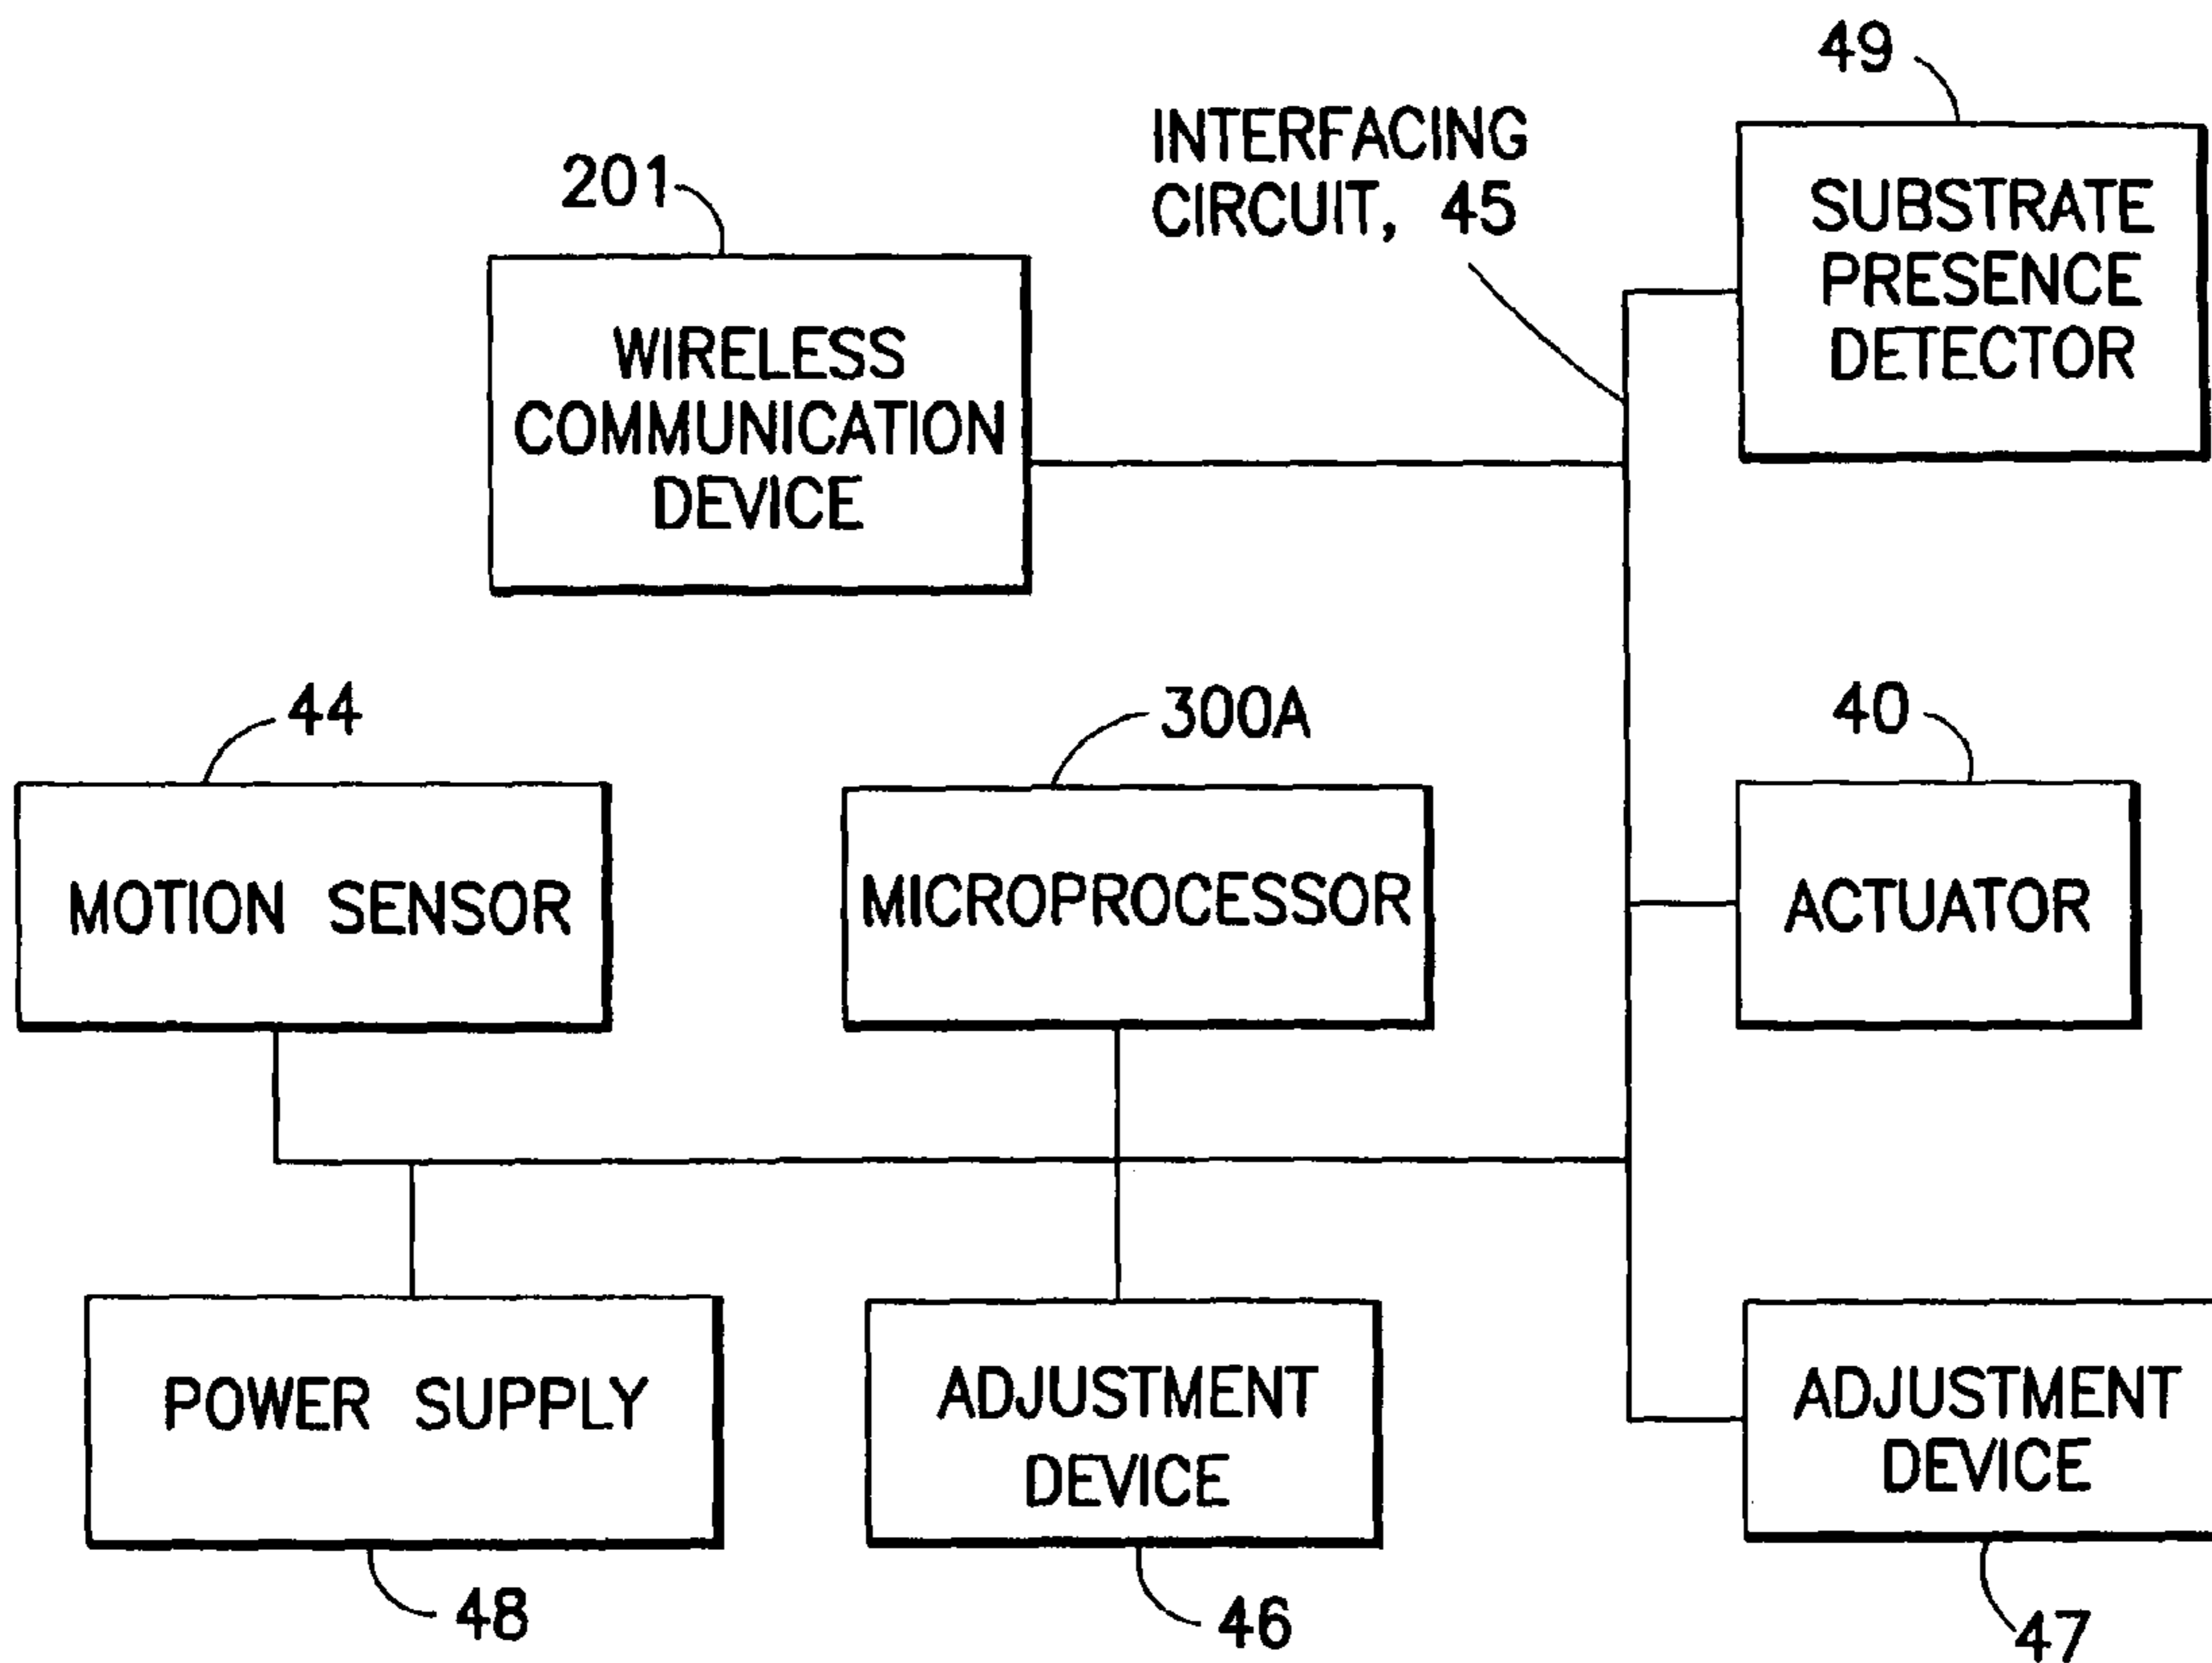 49
INTERFACING
CIRCUIT, 45
201
SUBSTRATE
PRESENCE
DETECTOR
WIRELESS
COMMUNICATION
DEVICE
44
300A
40
MOTION SENSOR
MICROPROCESSOR
ACTUATOR
POWER SUPPLY
ADJUSTMENT
DEVICE
ADJUSTMENT
DEVICE
48
46
47